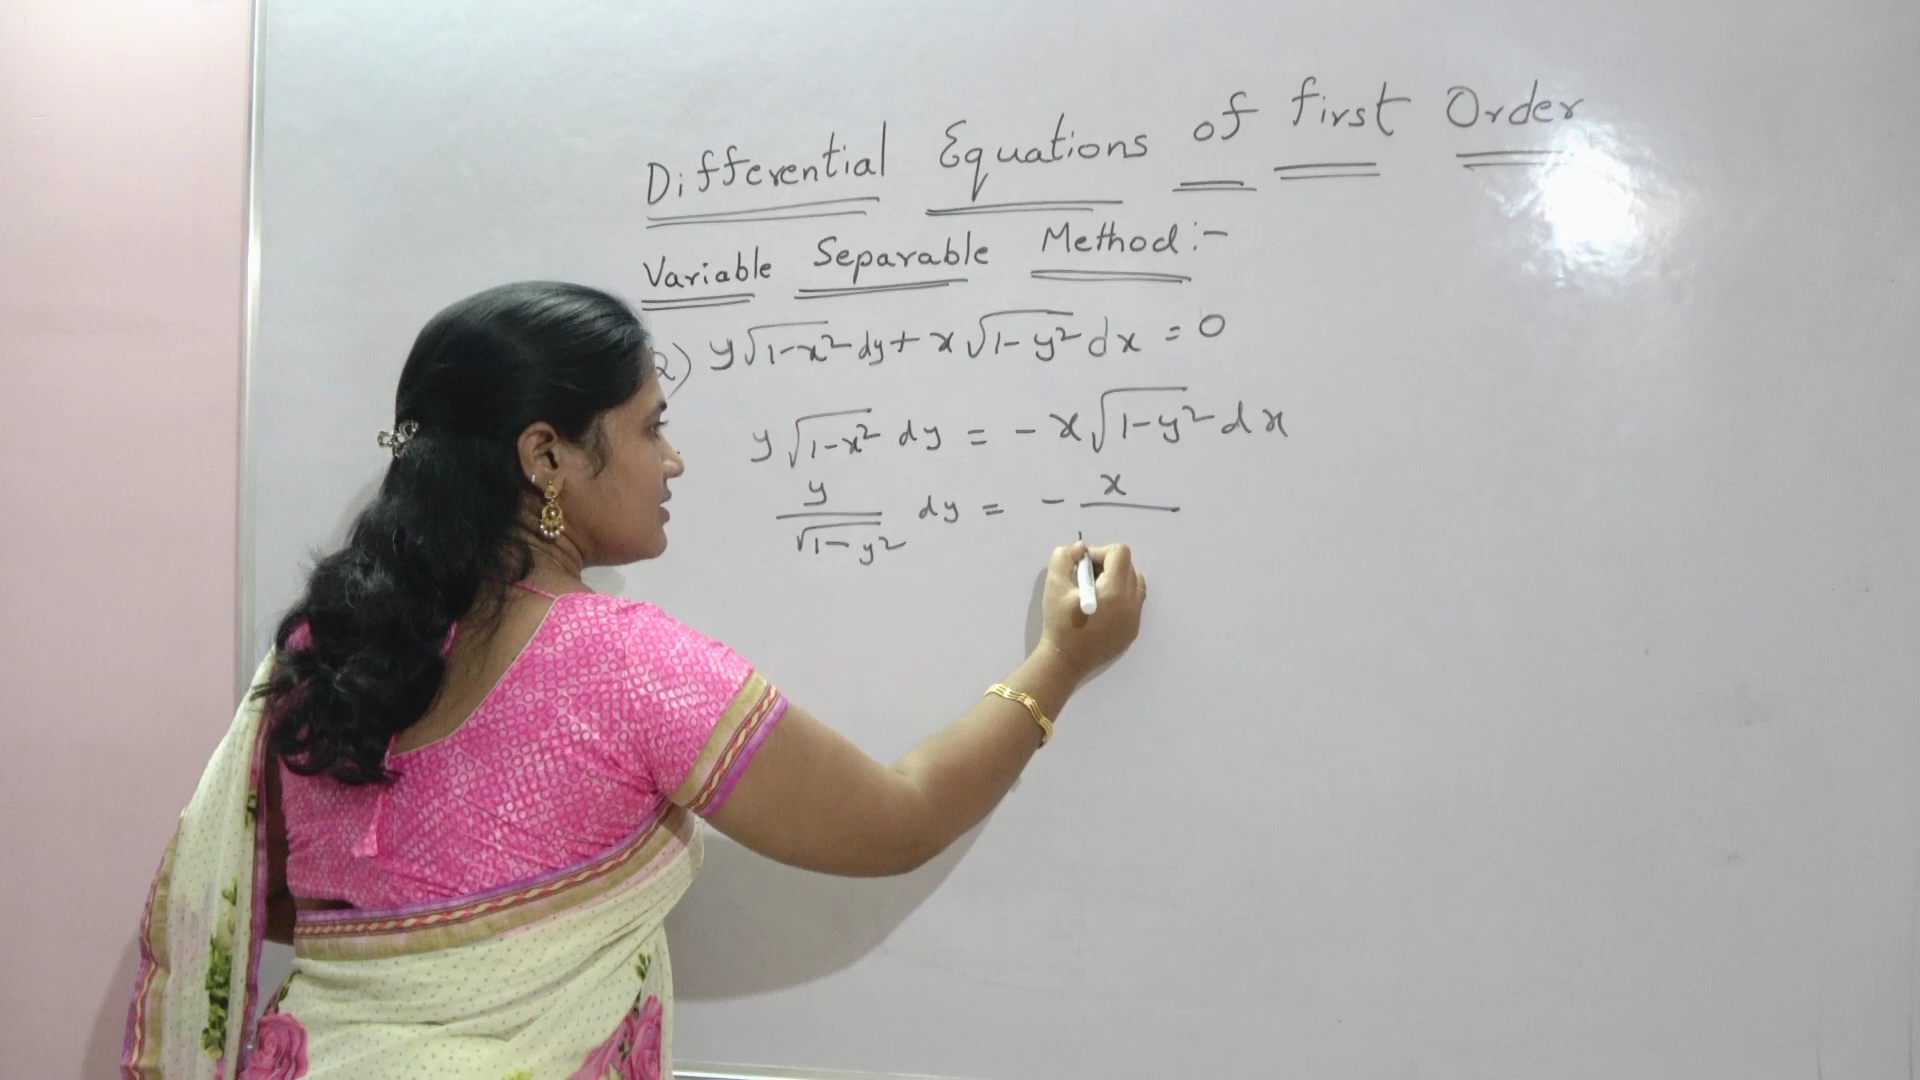 Differential Equations of first Order
Variable Separable Method:-
2) y√1-x² dy + x√1-y² dx = 0
y √1-x² dy = - x√1-y² dx
y/√1-y² dy = - x/